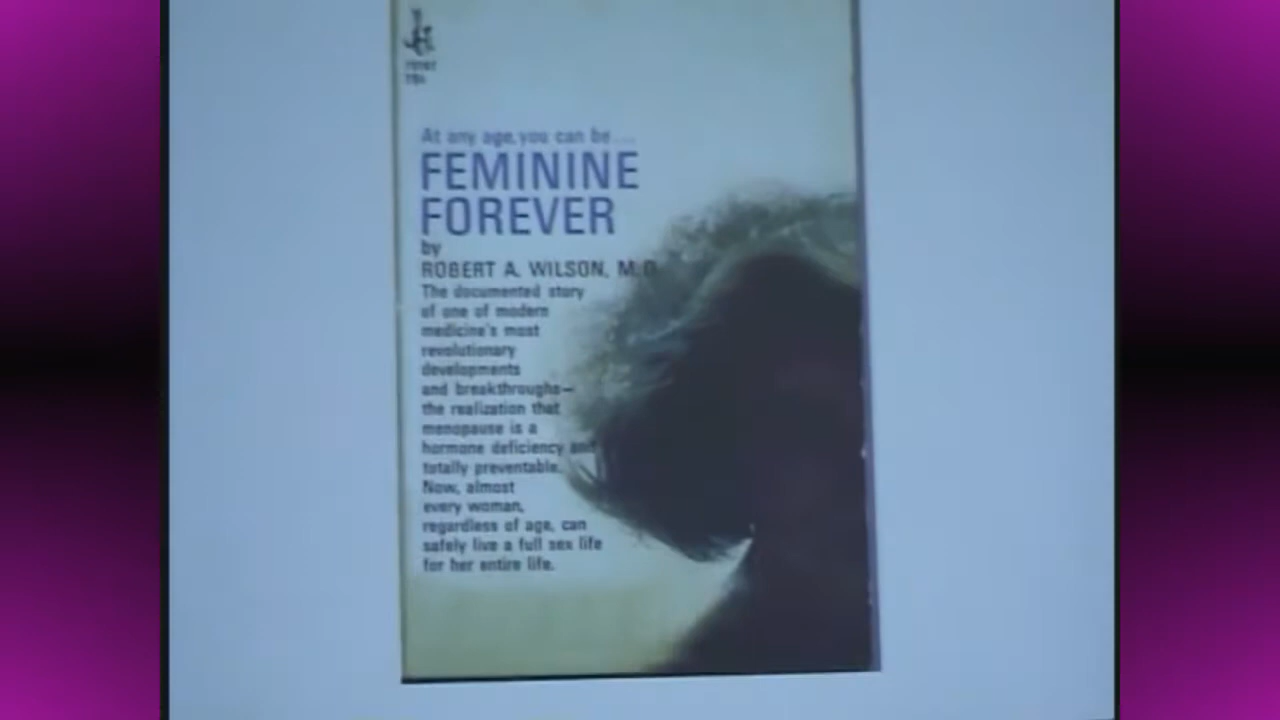 At any age, you can be...
FEMININE
FOREVER
by
ROBERT A. WILSON, M.D.
The documented story
of one of modern
medicine's most
revolutionary
developments
and breakthroughs—
the realization that
menopause is a
hormone deficiency and
totally preventable.
Now, almost
every woman,
regardless of age, can
safely live a full sex life
for her entire life.